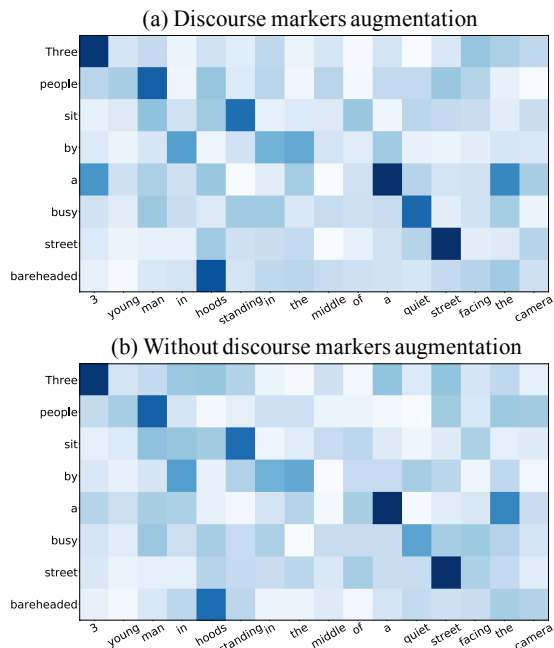 (a) Discourse markers augmentation
Three
people
sit
by
a
busy
street
bareheaded
3 young man in hoods standing in the middle of a quiet street facing the camera
(b) Without discourse markers augmentation
Three
people
sit
by
a
busy
street
bareheaded
3 young man in hoods standing in the middle of a quiet street facing the camera